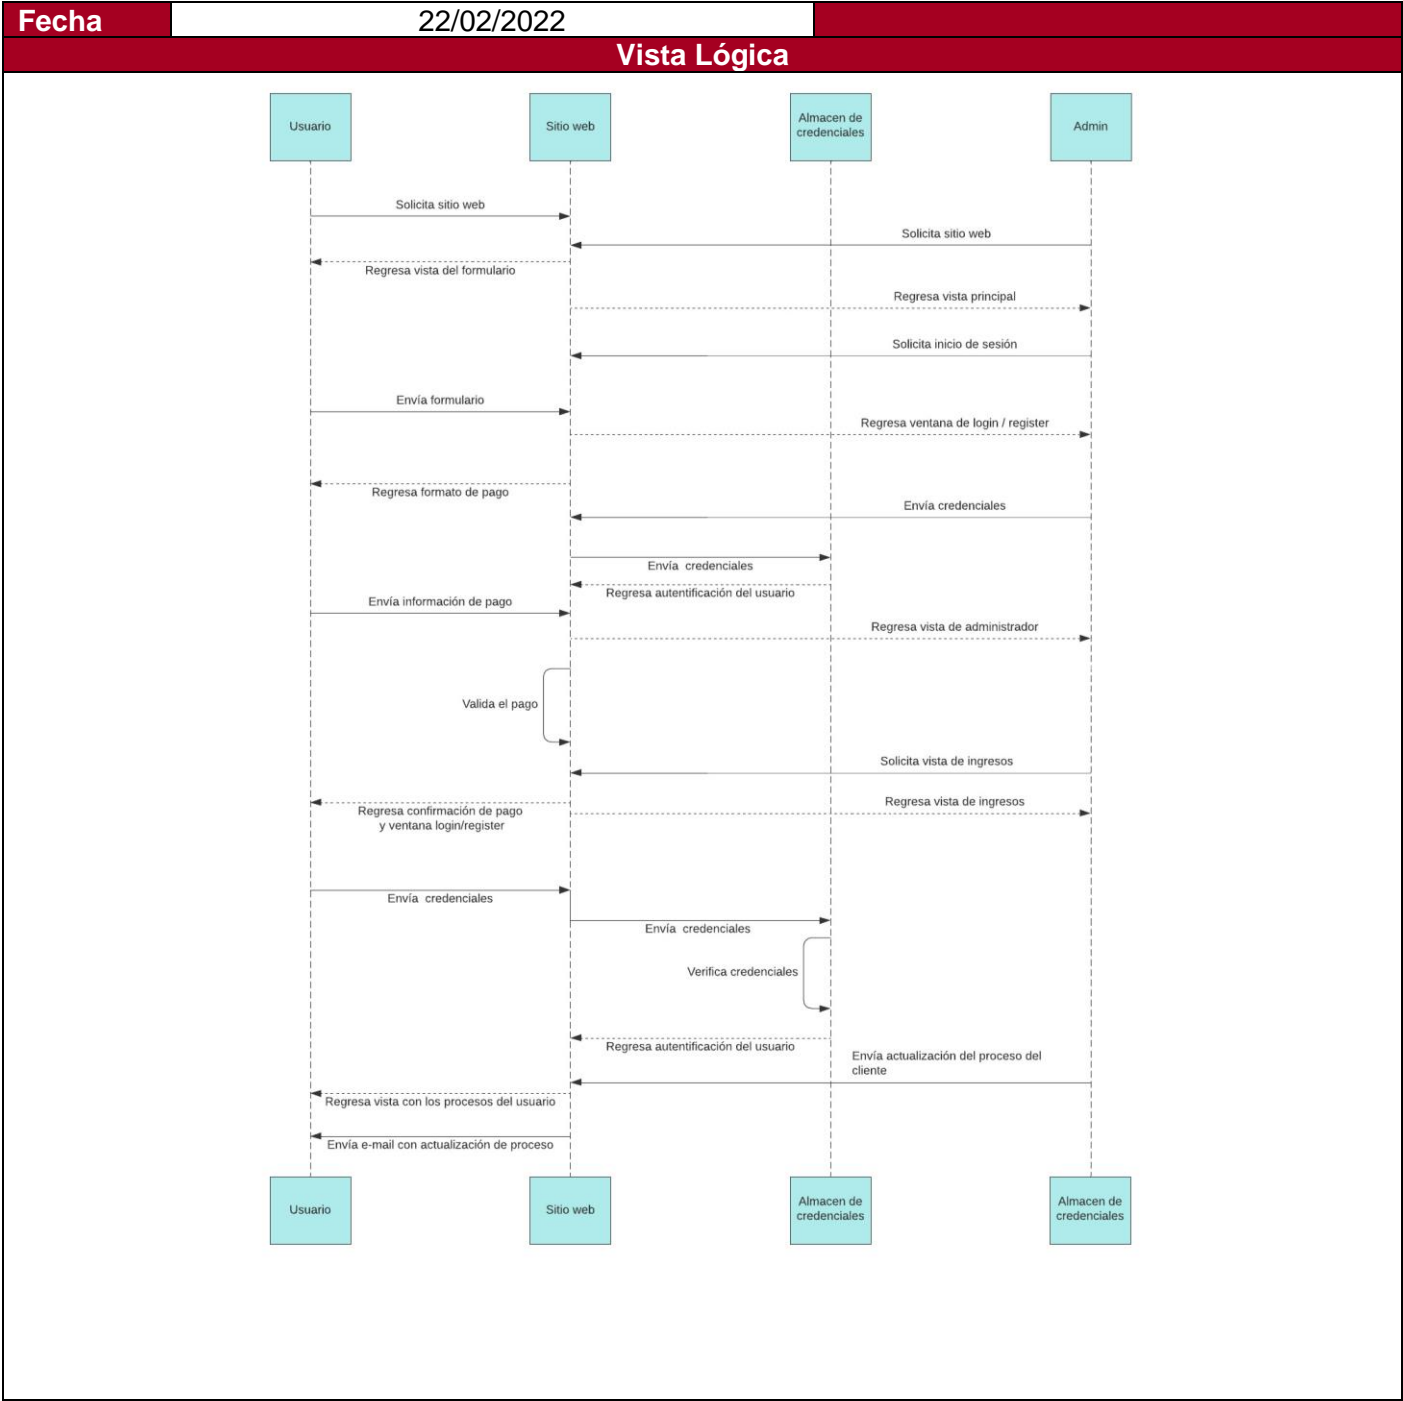 Fecha 22/02/2022
Vista Lógica
Usuario
Sitio web
Almacen de
credenciales
Admin
Solicita sitio web
Solicita sitio web
Regresa vista del formulario
Regresa vista principal
Solicita inicio de sesión
Envía formulario
Regresa ventana de login / register
Regresa formato de pago
Envía credenciales
Envía  credenciales
Regresa autentificación del usuario
Envía información de pago
Regresa vista de administrador
Valida el pago
Solicita vista de ingresos
Regresa vista de ingresos
Regresa confirmación de pago
y ventana login/register
Envía  credenciales
Envía  credenciales
Verifica credenciales
Regresa autentificación del usuario
Envía actualización del proceso del
cliente
Regresa vista con los procesos del usuario
Envía e-mail con actualización de proceso
Usuario
Sitio web
Almacen de
credenciales
Almacen de
credenciales